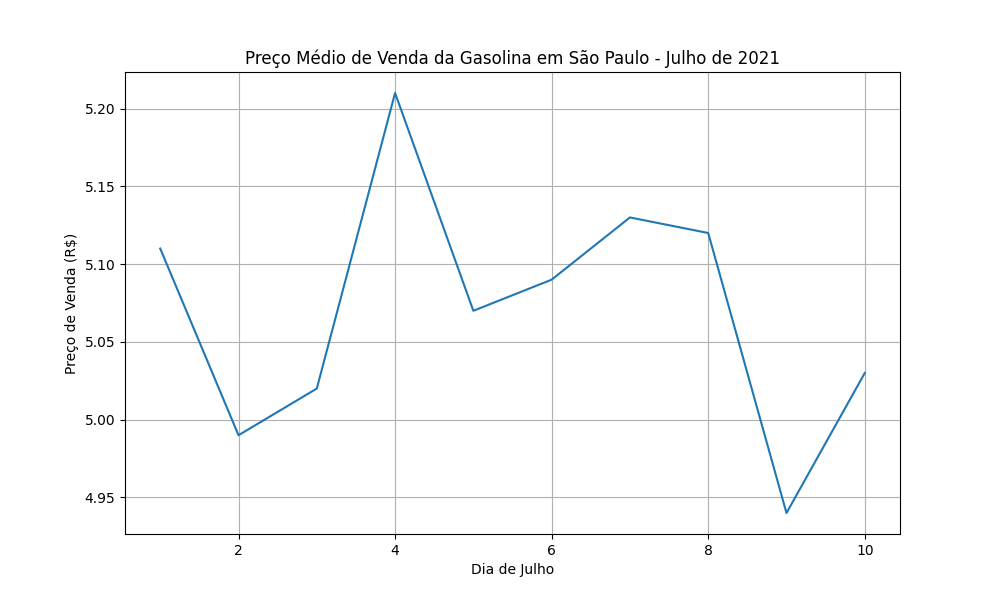 Preço Médio de Venda da Gasolina em São Paulo - Julho de 2021
5.20
5.15
5.10
5.05
5.00
4.95
Preço de Venda (R$)
2 4 6 8 10
Dia de Julho